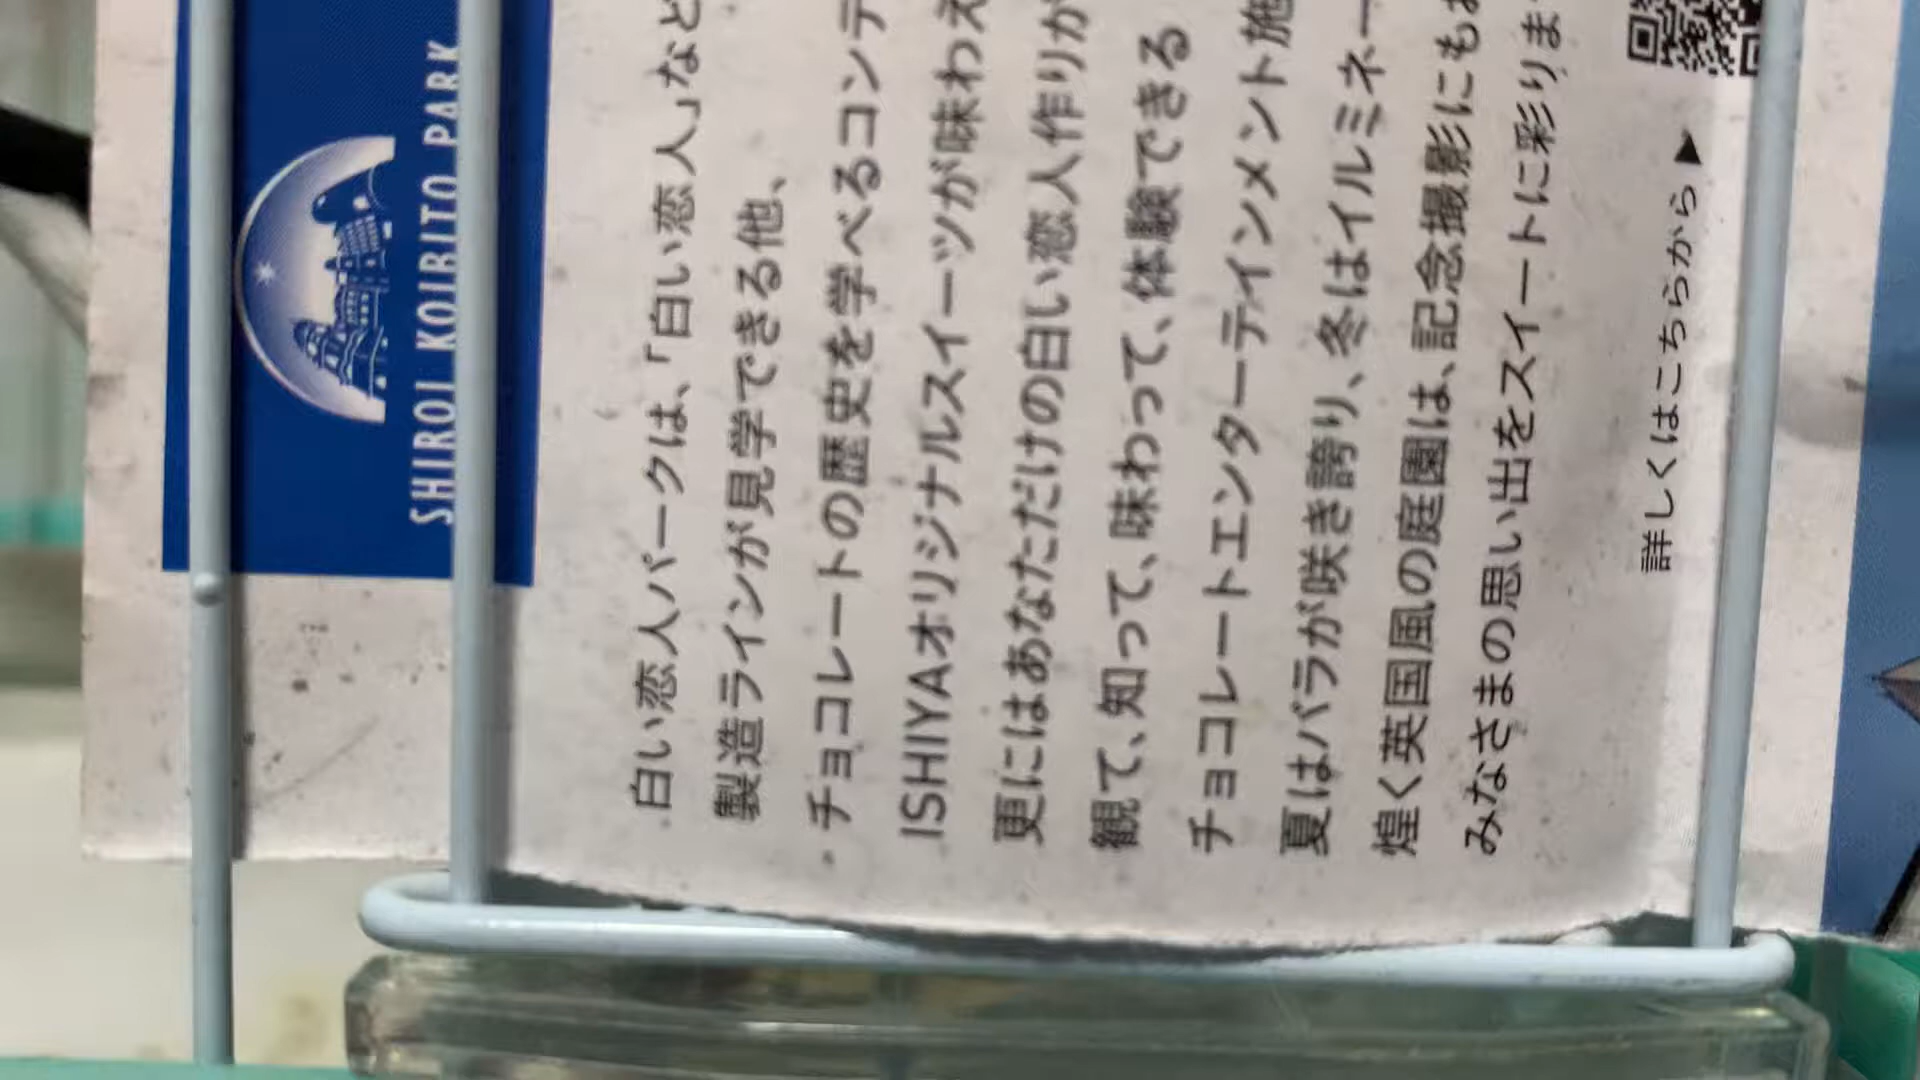 SHIROI KOIBITO PARK
白い恋人パークは、「白い恋人」など
製造ラインが見学できる他、
チョコレートの歴史を学べるコンテ
ISHIYAオリジナルスイーツが味わえ
更にはあなただけの白い恋人作りが
観て、知って、味わって、体験できる
チョコレートエンターテインメント施
夏はバラが咲き誇り、冬はイルミネー
煌く英国風の庭園は、記念撮影にもお
みなさまの思い出をスイートに彩りま
詳しくはこちらから▶